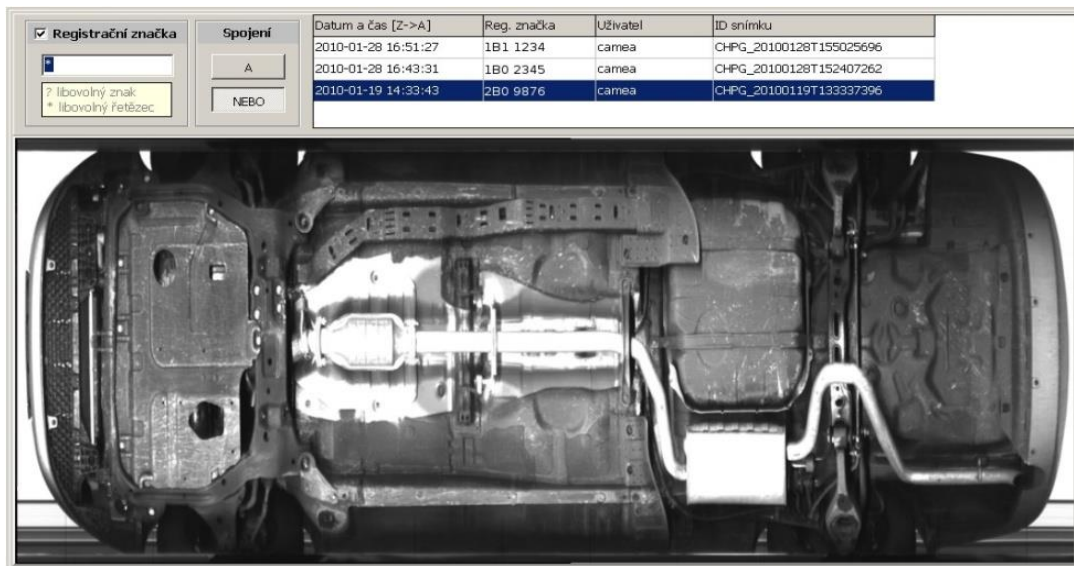 Registrační značka
*
? libovolný znak
* libovolný řetězec
Spojení
A
NEBO
Datum a čas [Z->A] Reg. značka Uživatel ID snímku
2010-01-28 16:51:27 1B1 1234 camea CHPG_20100128T155025696
2010-01-28 16:43:31 1B0 2345 camea CHPG_20100128T152407262
2010-01-19 14:33:43 2B0 9876 camea CHPG_20100119T133337396